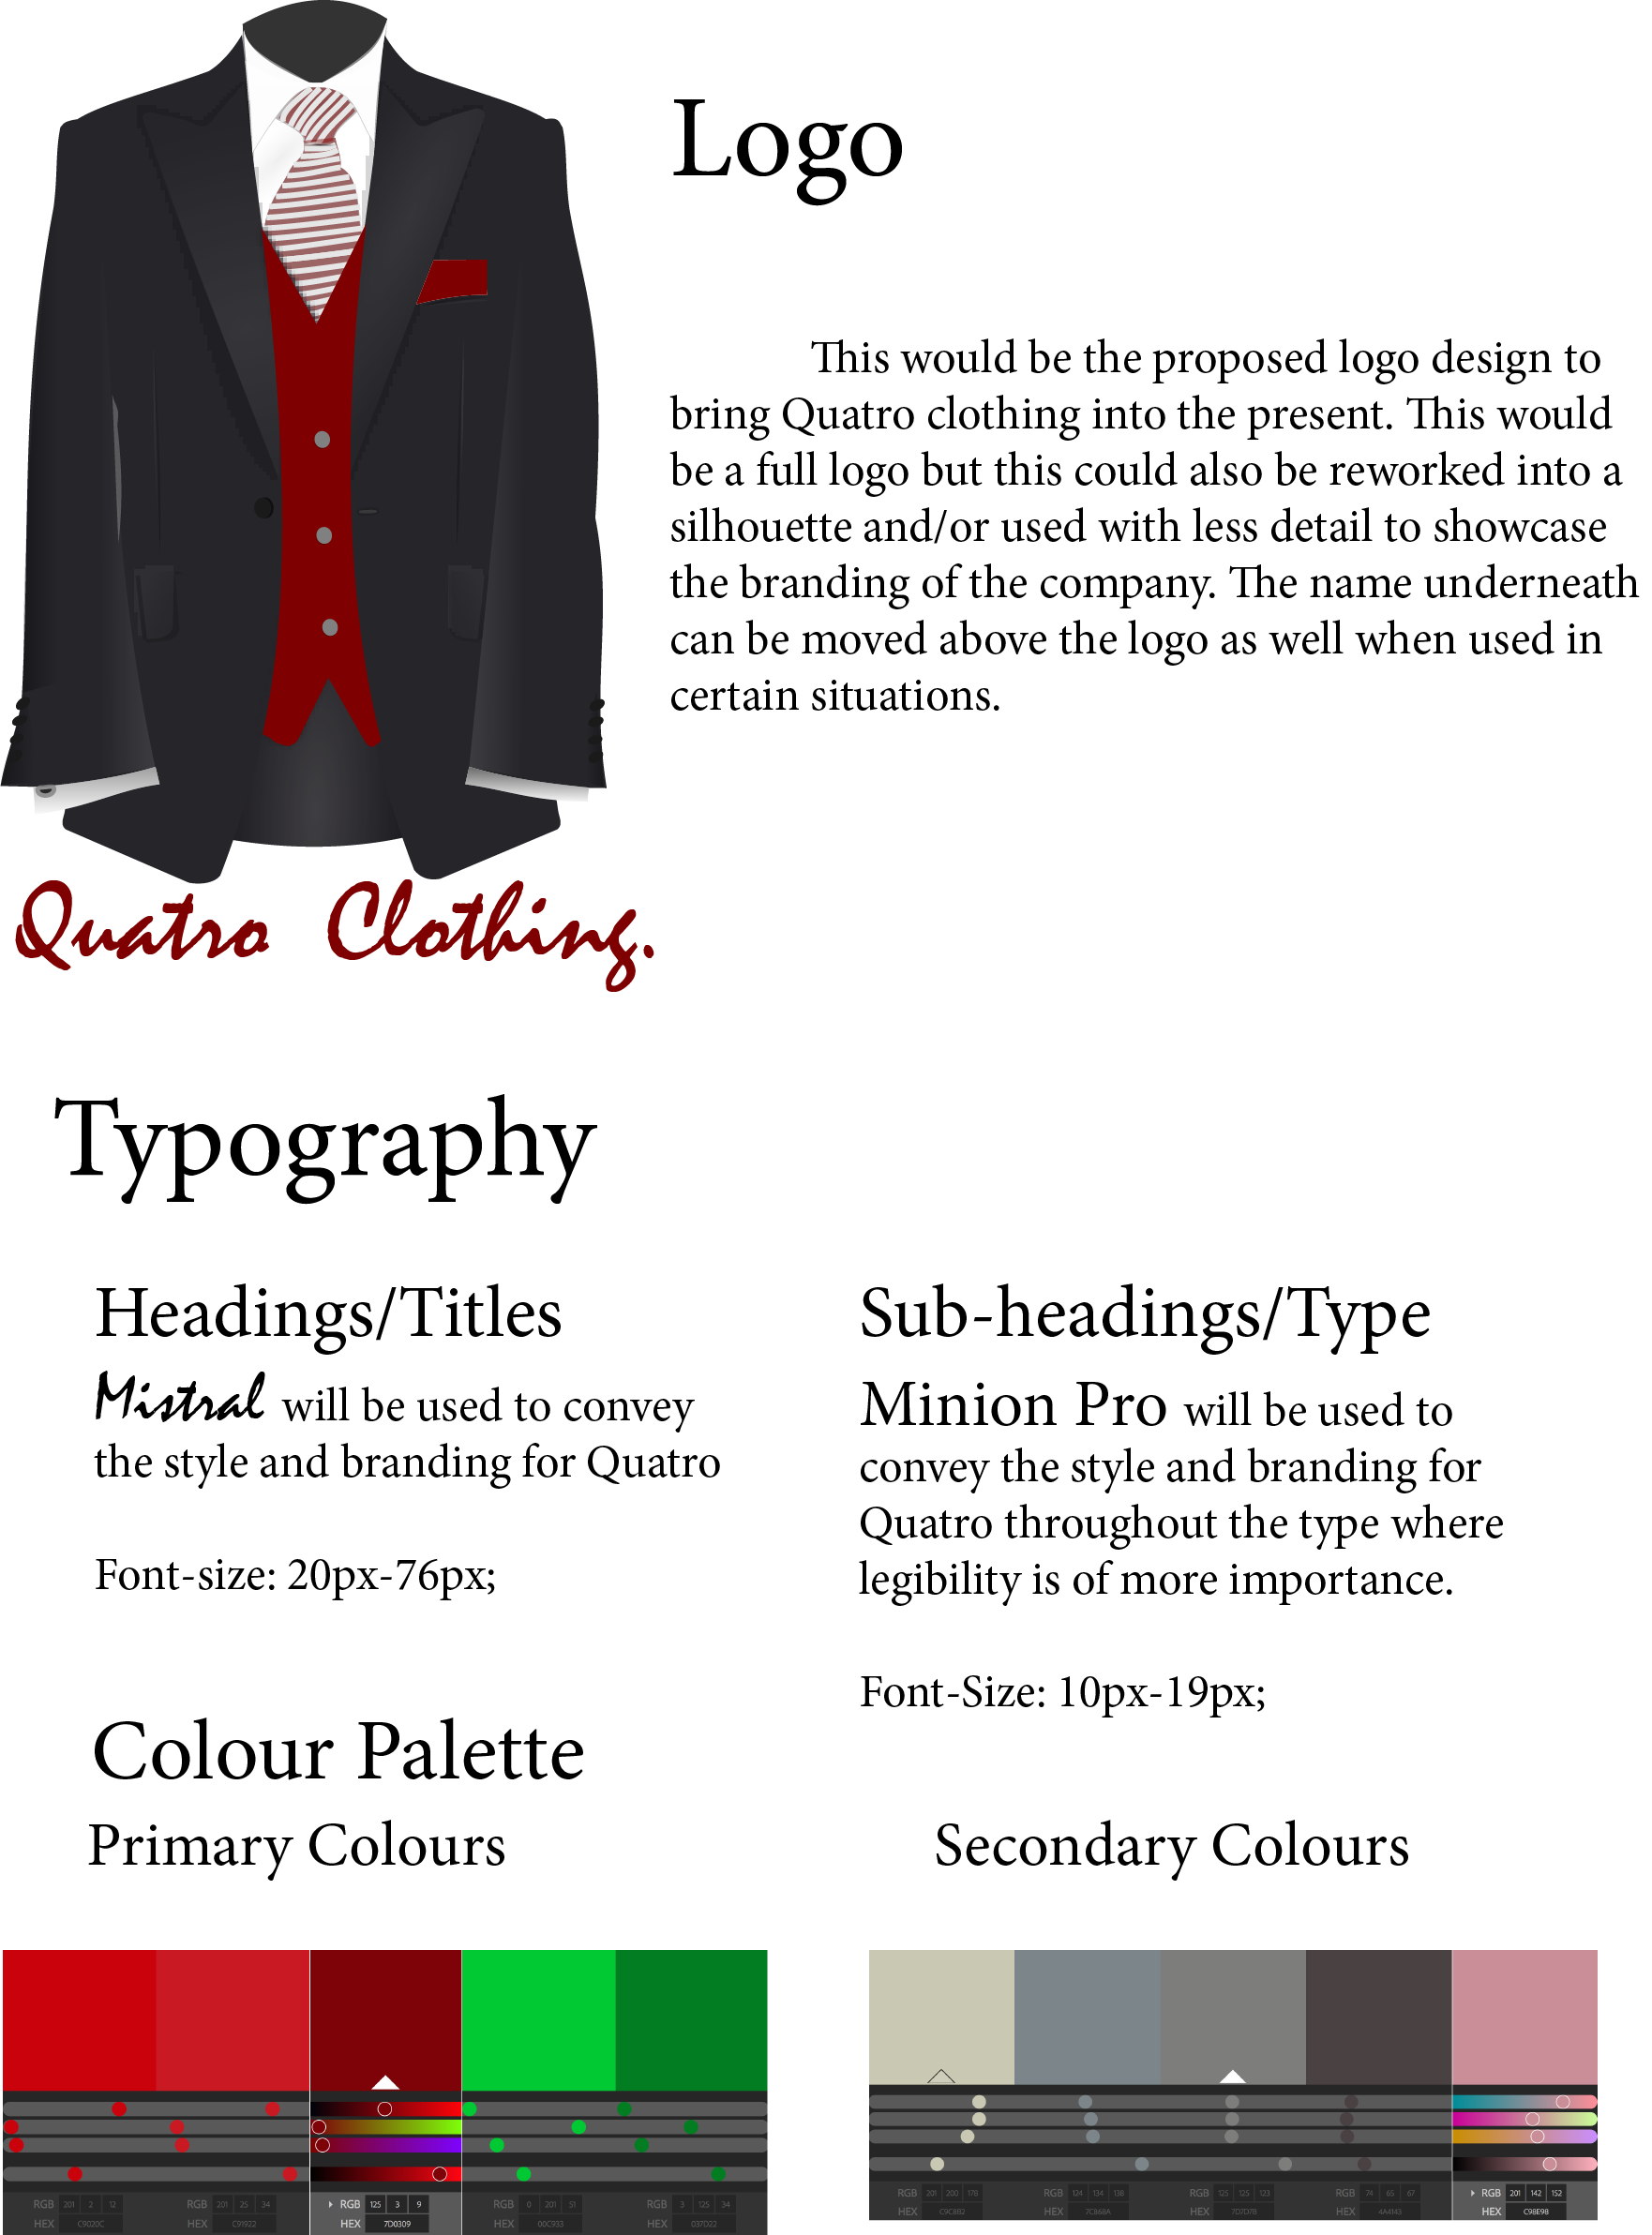 Logo
This would be the proposed logo design to
bring Quatro clothing into the present. This would
be a full logo but this could also be reworked into a
silhouette and/or used with less detail to showcase
the branding of the company. The name underneath
can be moved above the logo as well when used in
certain situations.
Quatro Clothing.
Typography
Headings/Titles
Mistral will be used to convey
the style and branding for Quatro
Font-size: 20px-76px;
Sub-headings/Type
Minion Pro will be used to
convey the style and branding for
Quatro throughout the type where
legibility is of more importance.
Font-Size: 10px-19px;
Colour Palette
Primary Colours
Secondary Colours
RGB 201 2 12 RGB 201 25 34 RGB 125 3 9 RGB 0 201 51 RGB 3 125 34
HEX C9020C HEX C91922 HEX 7D0309 HEX 00C933 HEX 037D22
RGB 201 200 178 RGB 124 134 138 RGB 125 125 123 RGB 74 65 67 RGB 201 142 152
HEX C9C8B2 HEX 7C868A HEX 7D7D7B HEX 4A4143 HEX C98E98